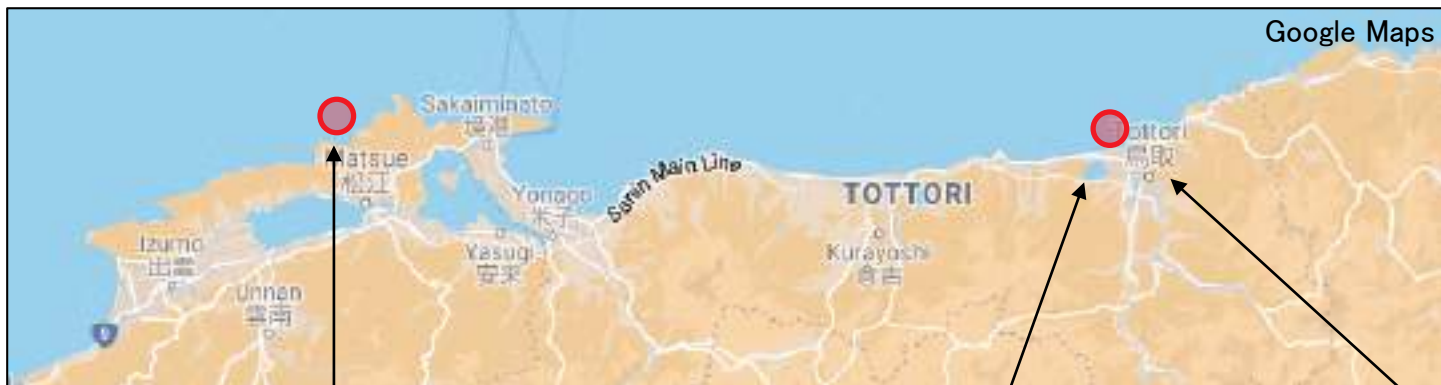 Google Maps
Sakaiminato
境港
Matsue
松江
Tottori
鳥取
Sanin Main Line
Yonago
米子
TOTTORI
Izumo
出雲
Yasugi
安来
Kurayoshi
倉吉
Unnan
雲南
9